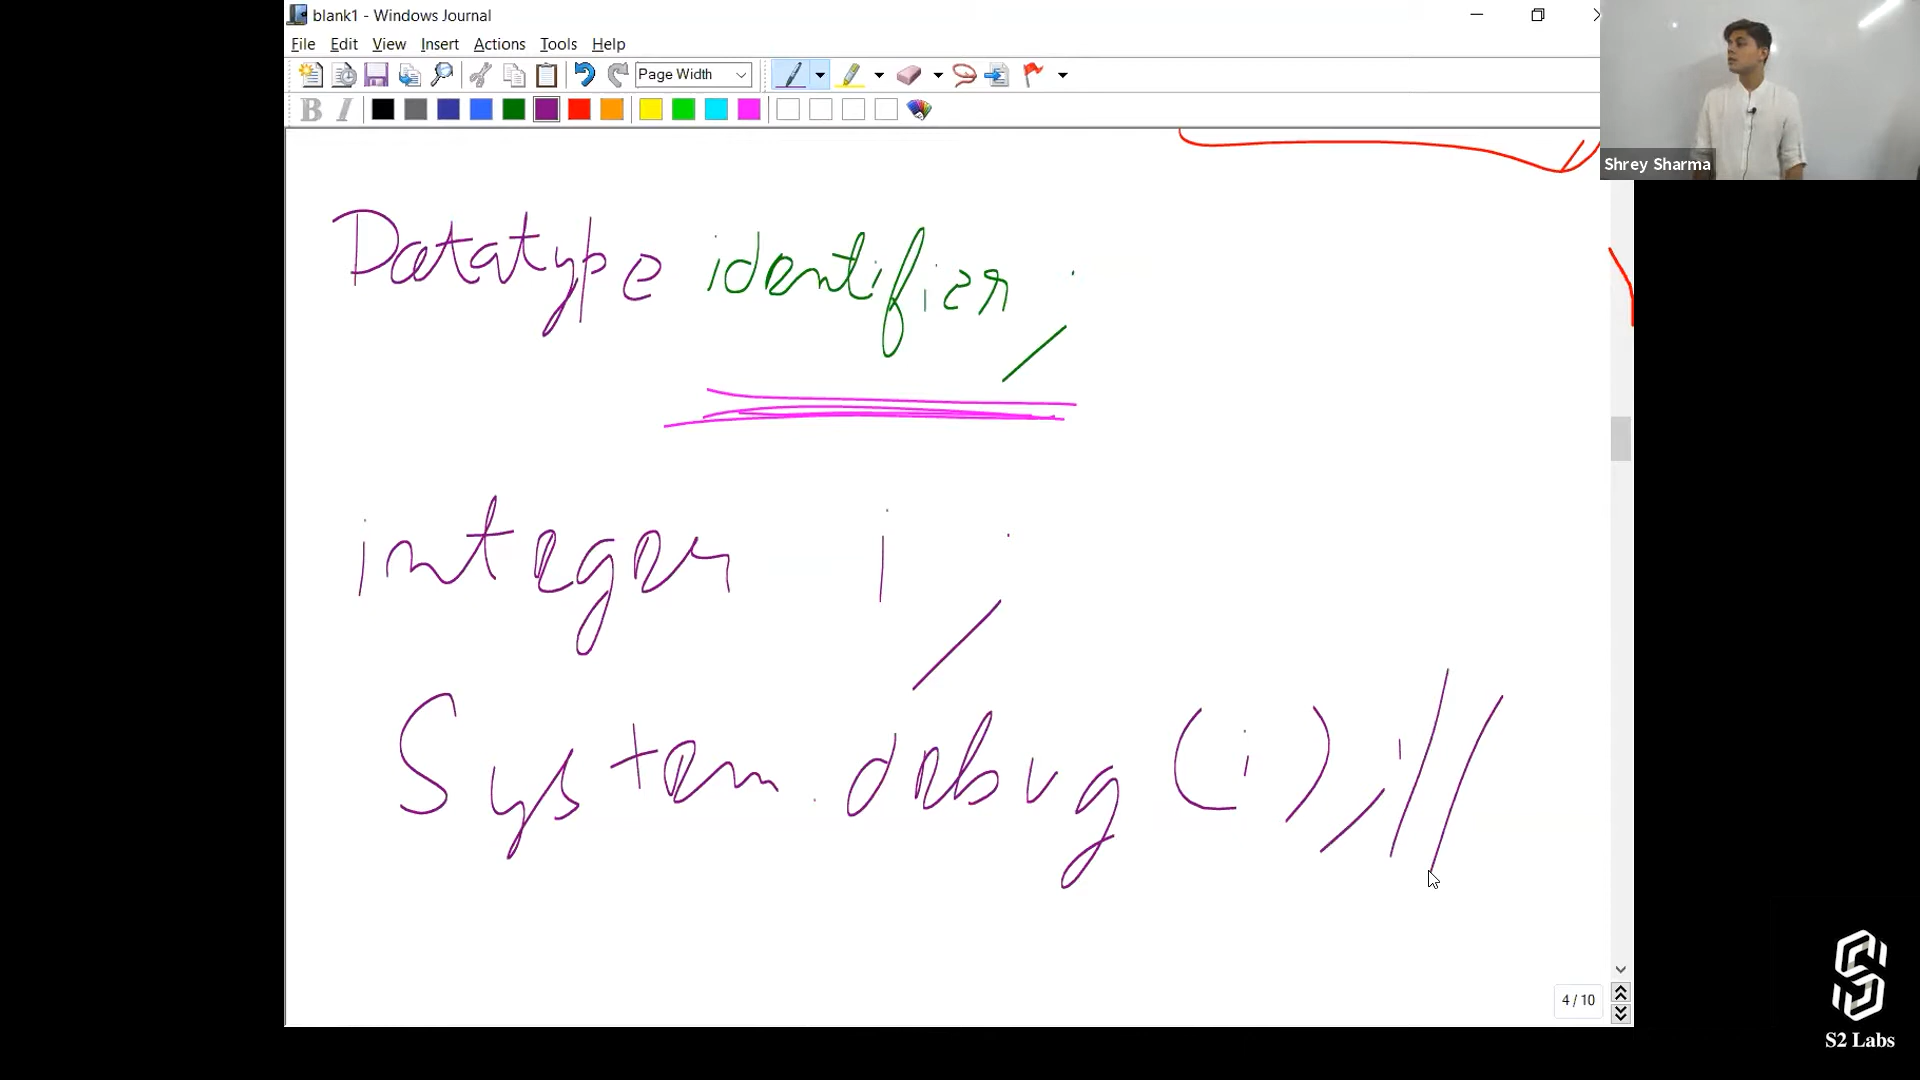 blank1 - Windows Journal
File Edit View Insert Actions Tools Help
Page Width
B I
Shrey Sharma
Datatype identifier ;
integer i ;
System.debug(i); //
4 / 10
S2 Labs